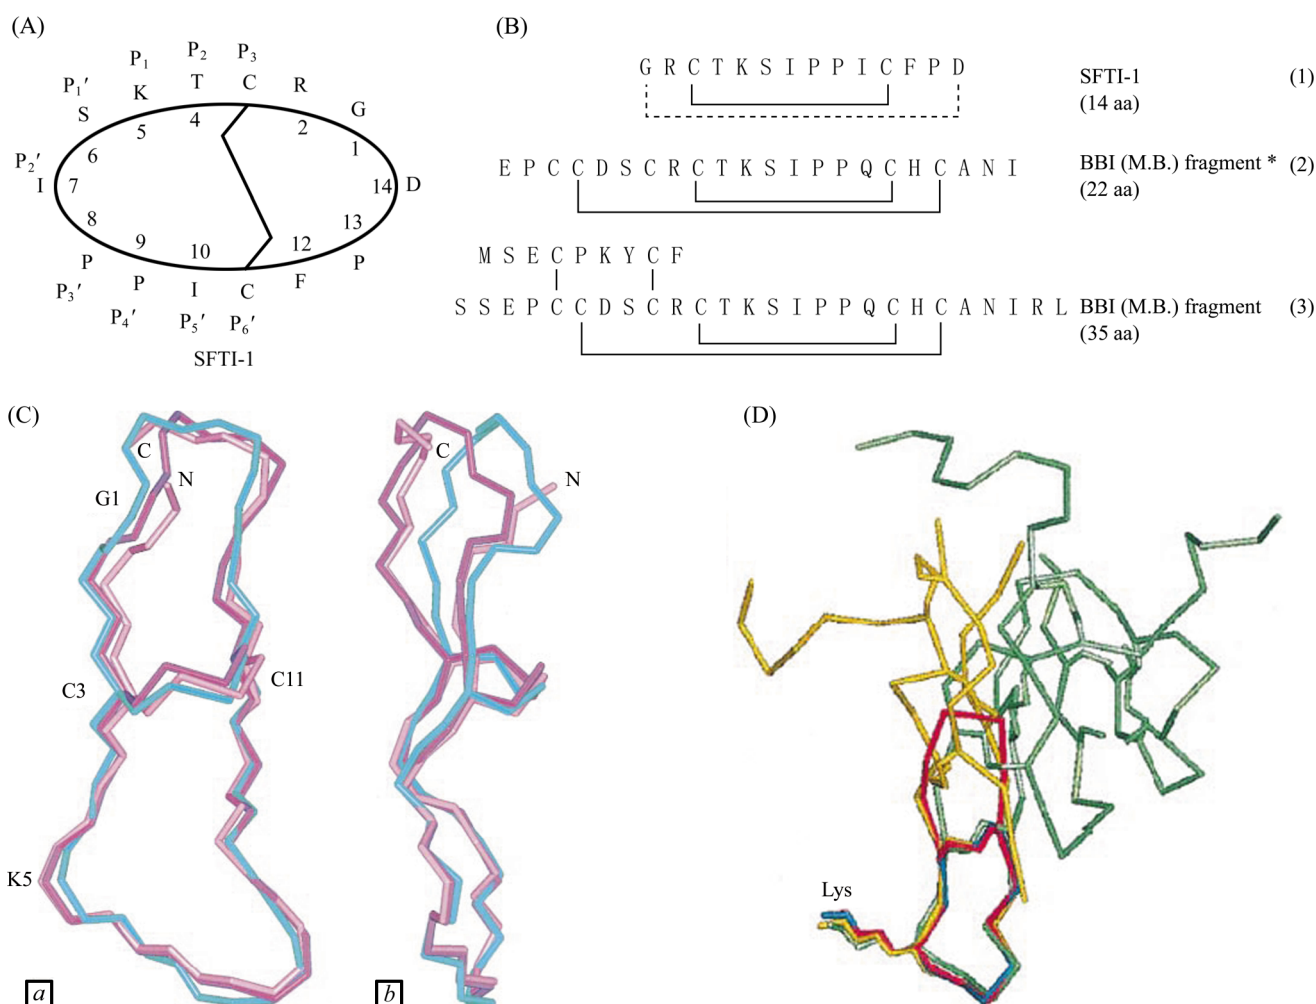 (A)
P₁ P₂ P₃
P₁′ S K T C R G
6 5 4 2 1
P₂′ I 7 14 D
8 9 10 12 13
P₃′ P P I C F P
P₄′ P₅′ P₆′
SFTI-1
(B)
G R C T K S I P P I C F P D SFTI-1 (1)
(14 aa)
E P C C D S C R C T K S I P P Q C H C A N I BBI (M.B.) fragment * (2)
(22 aa)
M S E C P K Y C F
S S E P C C D S C R C T K S I P P Q C H C A N I R L BBI (M.B.) fragment (3)
(35 aa)
(C)
C
N
G1
C3
C11
K5
a
C
N
b
(D)
Lys